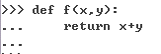 >>> def f(x,y):
...     return x+y
...